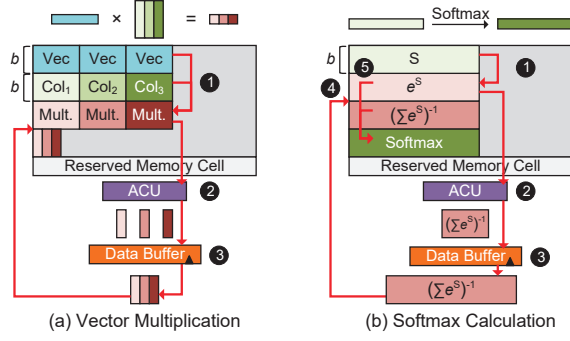 × =
b Vec Vec Vec 1
b Col₁ Col₂ Col₃
Mult. Mult. Mult.
Reserved Memory Cell
ACU 2
Data Buffer 3
(a) Vector Multiplication
Softmax
b S 1
5
4 eˢ
(∑eˢ)⁻¹
Softmax
Reserved Memory Cell
ACU 2
(∑eˢ)⁻¹
Data Buffer 3
(∑eˢ)⁻¹
(b) Softmax Calculation